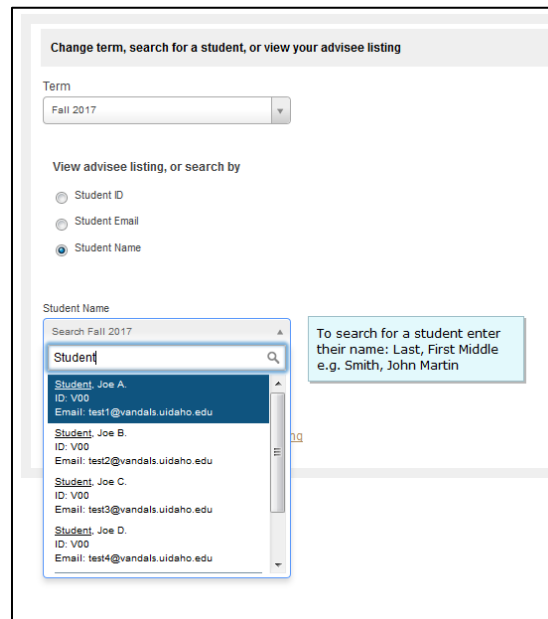 Change term, search for a student, or view your advisee listing
Term
Fall 2017
View advisee listing, or search by
Student ID
Student Email
Student Name
Student Name
Search Fall 2017
Student
To search for a student enter
their name: Last, First Middle
e.g. Smith, John Martin
Student, Joe A.
ID: V00
Email: test1@vandals.uidaho.edu
Student, Joe B.
ID: V00
Email: test2@vandals.uidaho.edu
Student, Joe C.
ID: V00
Email: test3@vandals.uidaho.edu
Student, Joe D.
ID: V00
Email: test4@vandals.uidaho.edu